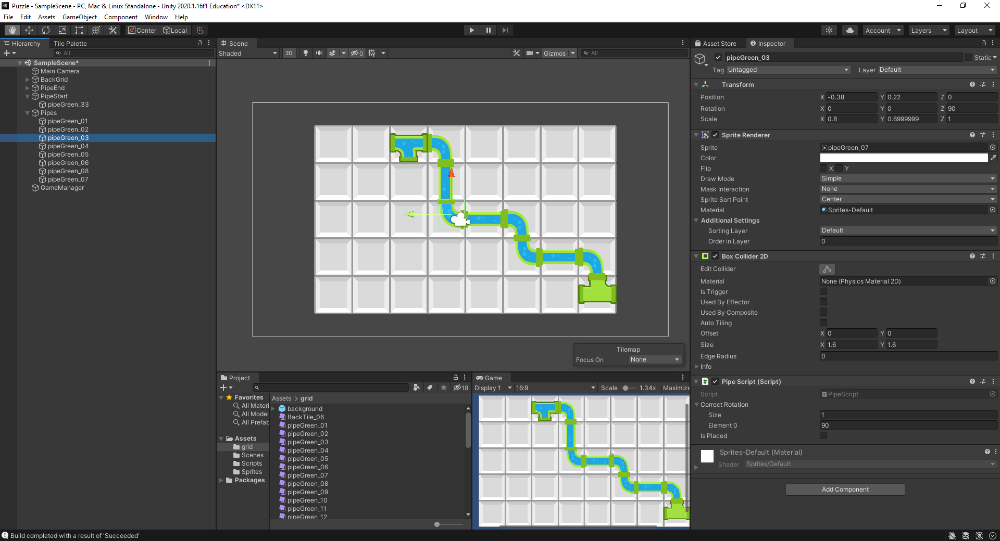 Puzzle - SampleScene - PC, Mac & Linux Standalone - Unity 2020.1.16f1 Education* <DX11>
File Edit Assets GameObject Component Window Help
Center Local Account Layers Layout
Hierarchy Tile Palette
All
SampleScene*
Main Camera
BackGrid
PipeEnd
PipeStart
pipeGreen_33
Pipes
pipeGreen_01
pipeGreen_02
pipeGreen_03
pipeGreen_04
pipeGreen_05
pipeGreen_06
pipeGreen_08
pipeGreen_07
GameManager
Scene
Shaded 2D 0 Gizmos All
Tilemap
Focus On None
Project
18
Favorites
All Materi
All Model
All Prefab
Assets
grid
Scenes
Scripts
Sprites
Packages
Assets > grid
background
BackTile_06
pipeGreen_01
pipeGreen_02
pipeGreen_03
pipeGreen_04
pipeGreen_05
pipeGreen_06
pipeGreen_07
pipeGreen_08
pipeGreen_09
pipeGreen_10
pipeGreen_11
pipeGreen_12
Game
Display 1 16:9 Scale 1.34x Maximize
Asset Store Inspector
pipeGreen_03 Static
Tag Untagged Layer Default
Transform
Position X -0.38 Y 0.22 Z 0
Rotation X 0 Y 0 Z 90
Scale X 0.8 Y 0.6999999 Z 1
Sprite Renderer
Sprite pipeGreen_07
Color
Flip X Y
Draw Mode Simple
Mask Interaction None
Sprite Sort Point Center
Material Sprites-Default
Additional Settings
Sorting Layer Default
Order in Layer 0
Box Collider 2D
Edit Collider
Material None (Physics Material 2D)
Is Trigger
Used By Effector
Used By Composite
Auto Tiling
Offset X 0 Y 0
Size X 1.6 Y 1.6
Edge Radius 0
Info
# Pipe Script (Script)
Script PipeScript
Correct Rotation
Size 1
Element 0 90
Is Placed
Sprites-Default (Material)
Shader Sprites/Default
Add Component
Build completed with a result of 'Succeeded'